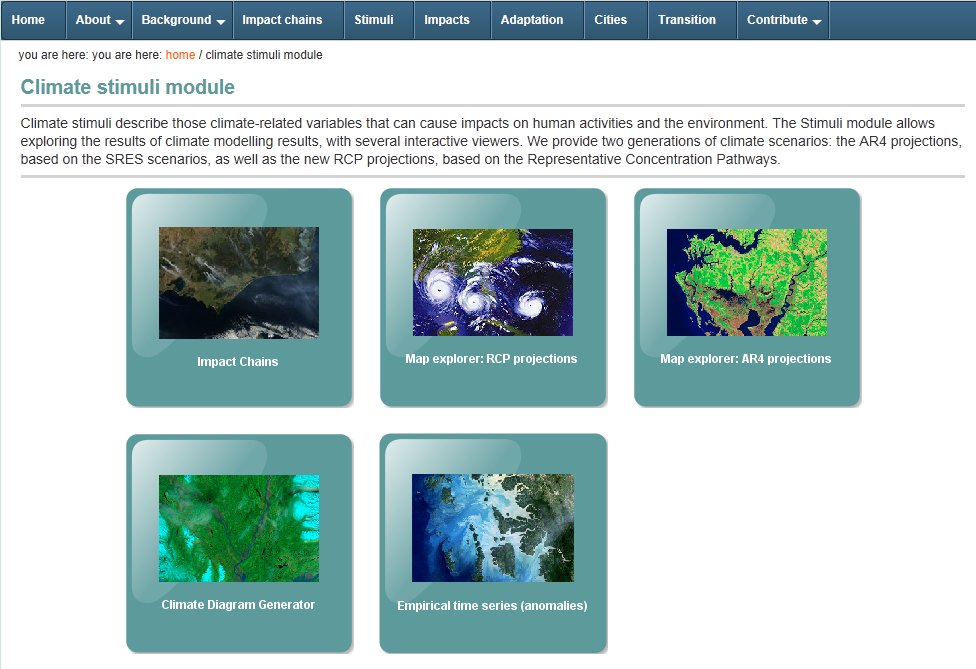 Home About Background Impact chains Stimuli Impacts Adaptation Cities Transition Contribute
you are here: you are here: home / climate stimuli module
Climate stimuli module
Climate stimuli describe those climate-related variables that can cause impacts on human activities and the environment. The Stimuli module allows
exploring the results of climate modelling results, with several interactive viewers. We provide two generations of climate scenarios: the AR4 projections,
based on the SRES scenarios, as well as the new RCP projections, based on the Representative Concentration Pathways.
Impact Chains
Map explorer: RCP projections
Map explorer: AR4 projections
Climate Diagram Generator
Empirical time series (anomalies)